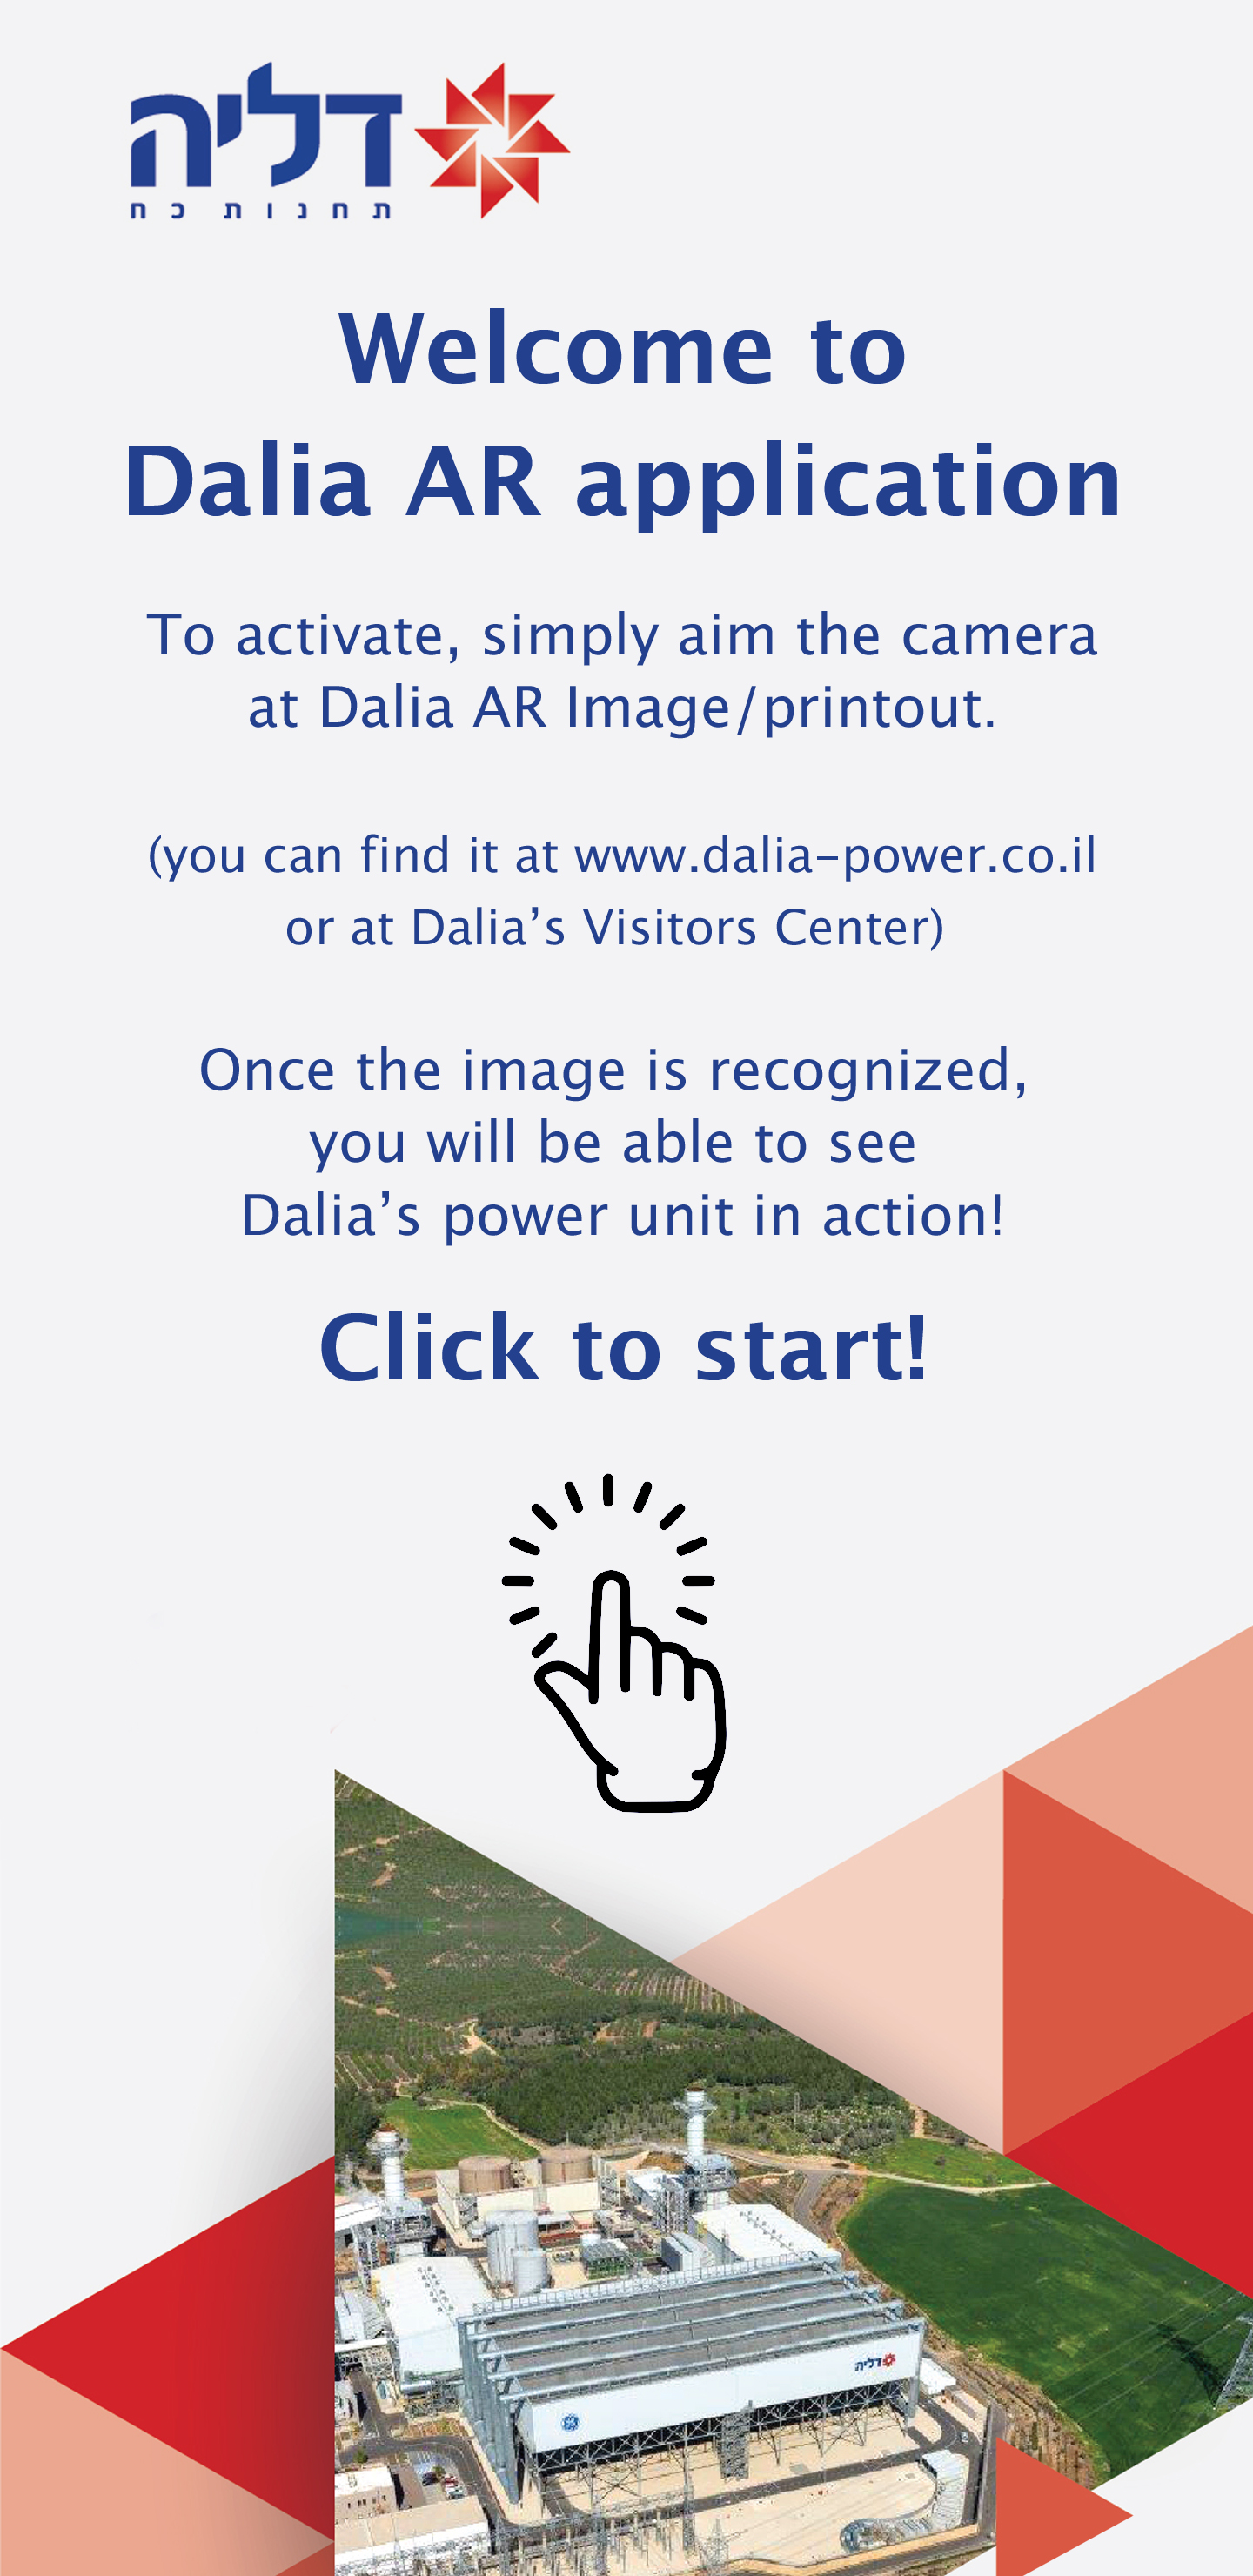 דליה
תחנות כח
Welcome to
Dalia AR application
To activate, simply aim the camera
at Dalia AR Image/printout.
(you can find it at www.dalia-power.co.il
or at Dalia’s Visitors Center)
Once the image is recognized,
you will be able to see
Dalia’s power unit in action!
Click to start!
דליה